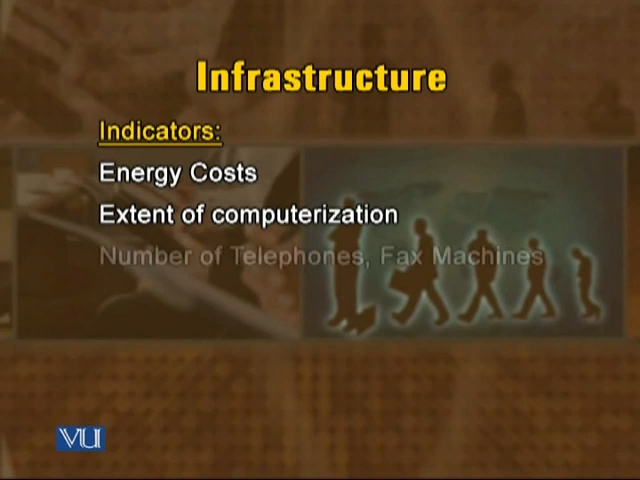 Infrastructure
Indicators:
Energy Costs
Extent of computerization
Number of Telephones, Fax Machines
VU